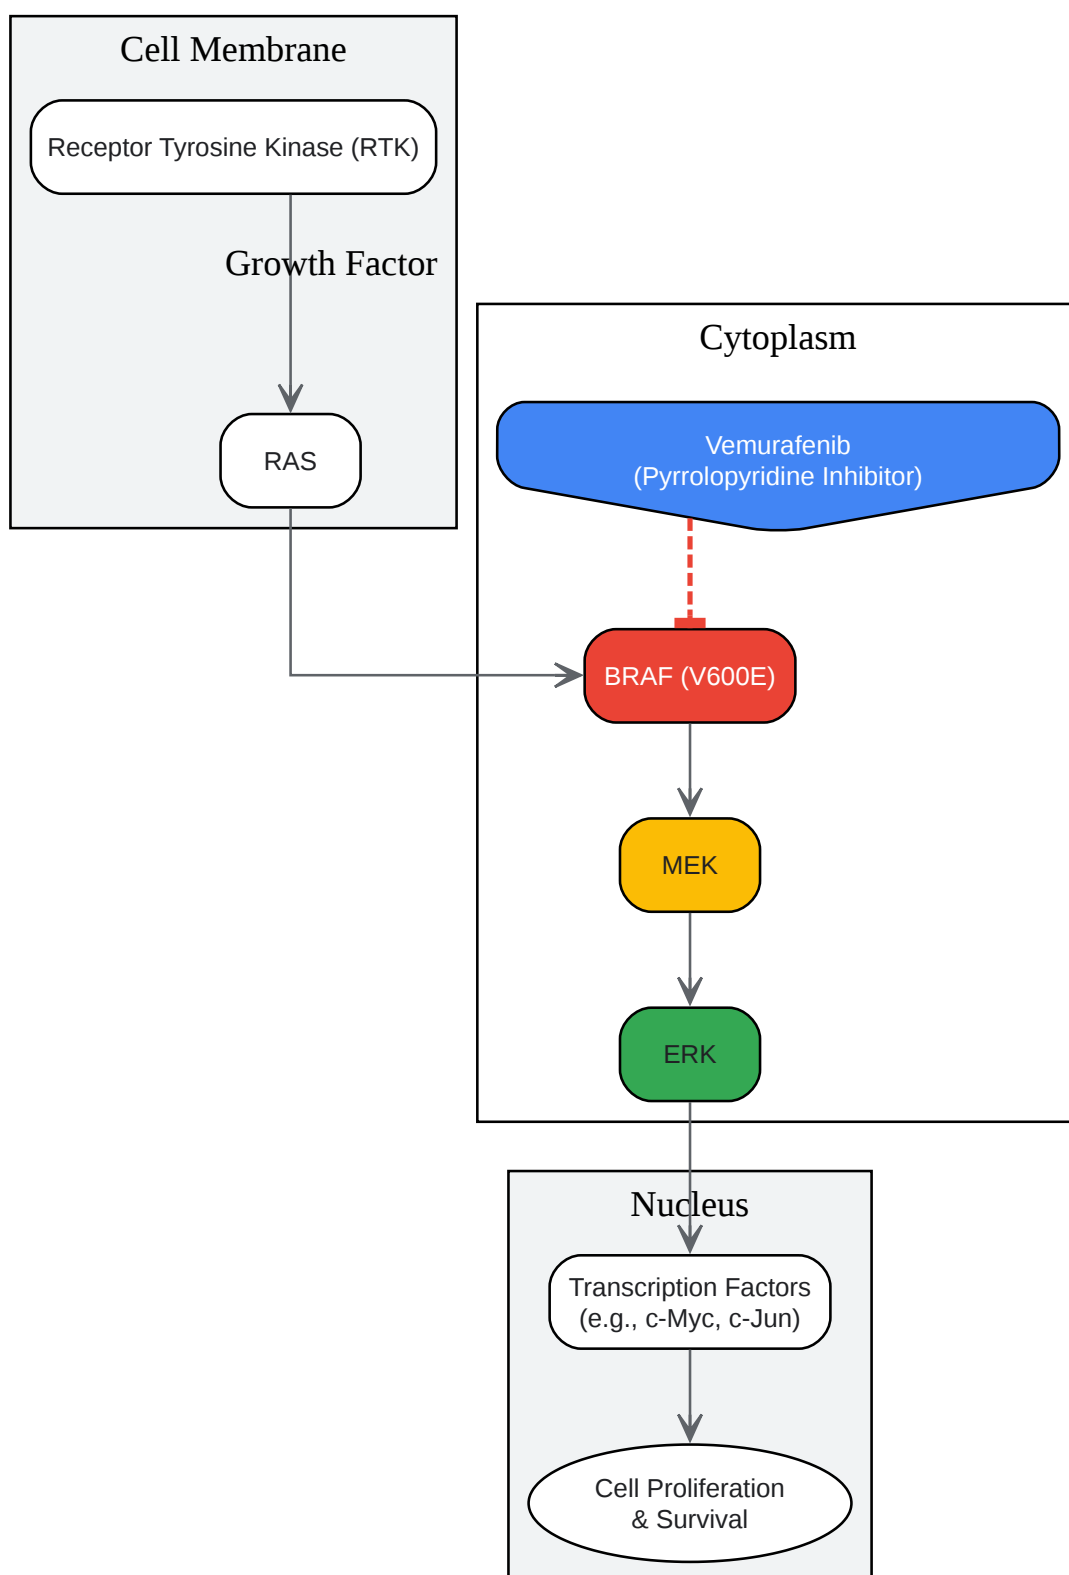 Cell Membrane
Receptor Tyrosine Kinase (RTK)
Growth Factor
RAS
Cytoplasm
Vemurafenib
(Pyrrolopyridine Inhibitor)
BRAF (V600E)
MEK
ERK
Nucleus
Transcription Factors
(e.g., c-Myc, c-Jun)
Cell Proliferation
& Survival